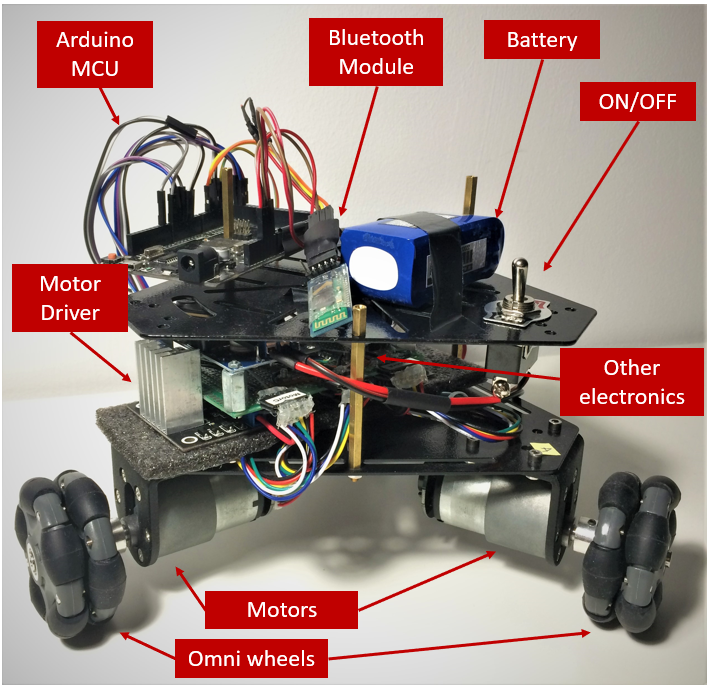 Arduino
MCU
Bluetooth
Module
Battery
ON/OFF
Motor
Driver
Other
electronics
Motors
Omni wheels